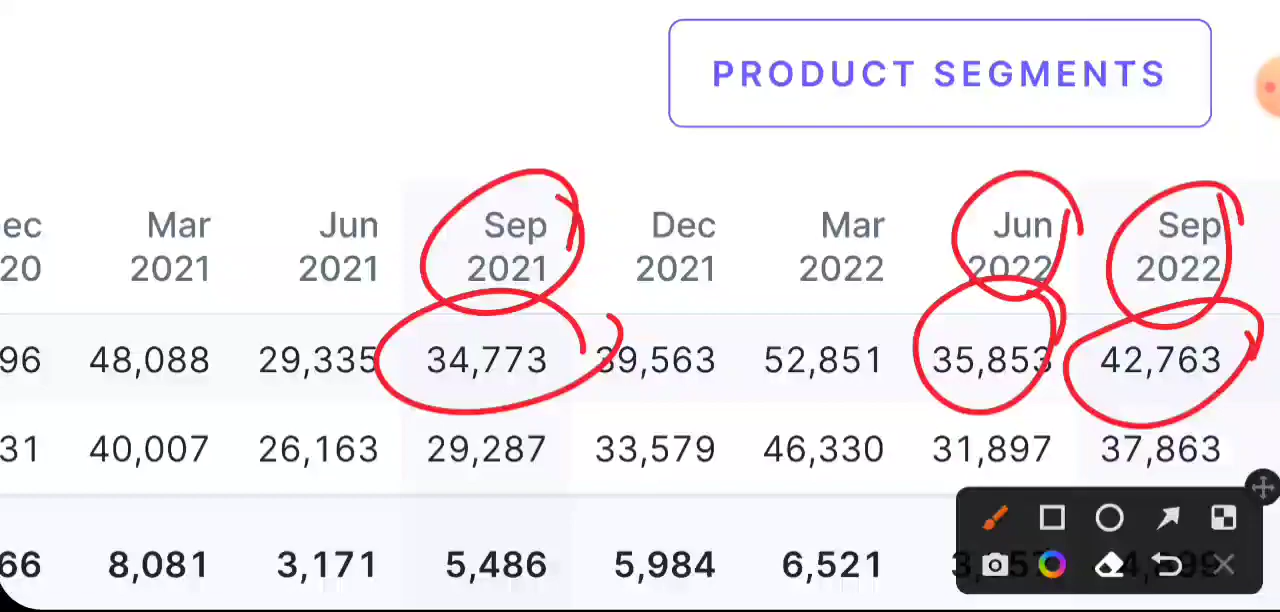 PRODUCT SEGMENTS
ec Mar Jun Sep Dec Mar Jun Sep
20 2021 2021 2021 2021 2022 2022 2022
96 48,088 29,335 34,773 39,563 52,851 35,853 42,763
31 40,007 26,163 29,287 33,579 46,330 31,897 37,863
66 8,081 3,171 5,486 5,984 6,521